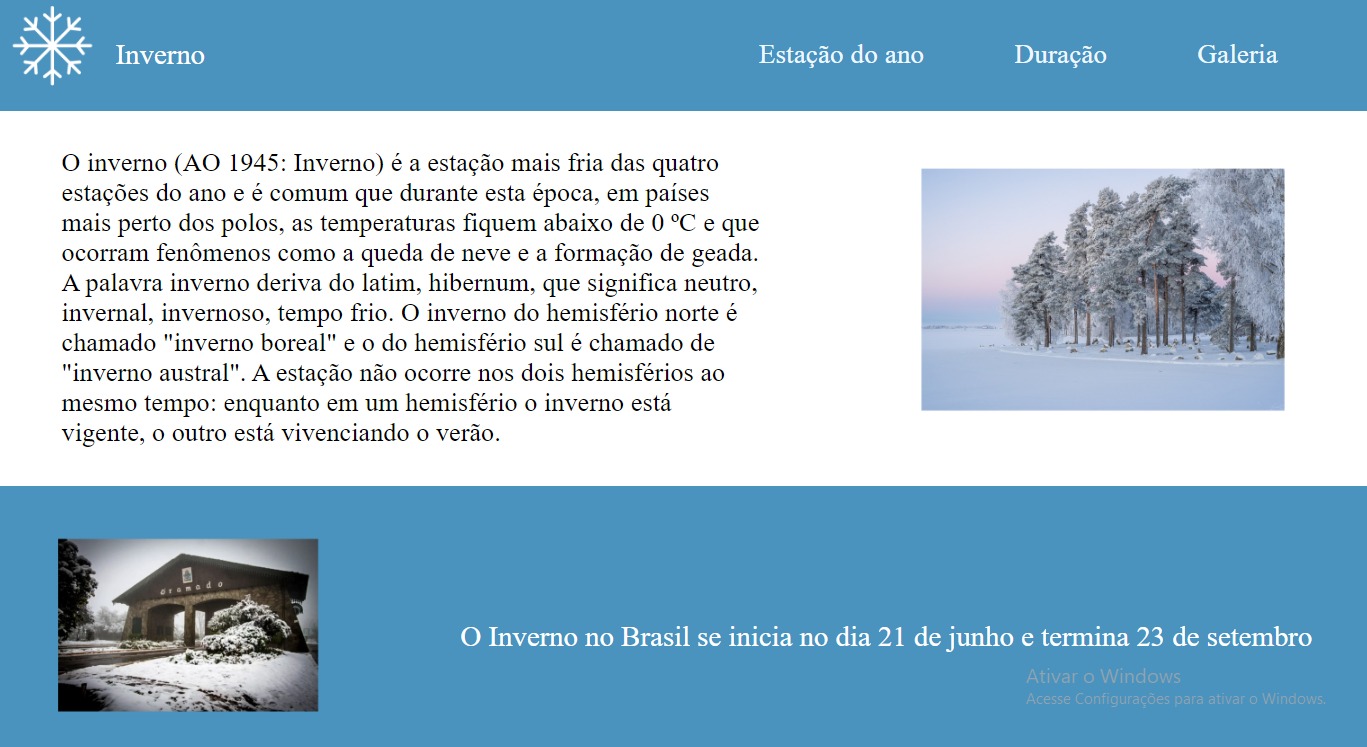 Inverno
Estação do ano
Duração
Galeria
O inverno (AO 1945: Inverno) é a estação mais fria das quatro
estações do ano e é comum que durante esta época, em países
mais perto dos polos, as temperaturas fiquem abaixo de 0 ºC e que
ocorram fenômenos como a queda de neve e a formação de geada.
A palavra inverno deriva do latim, hibernum, que significa neutro,
invernal, invernoso, tempo frio. O inverno do hemisfério norte é
chamado "inverno boreal" e o do hemisfério sul é chamado de
"inverno austral". A estação não ocorre nos dois hemisférios ao
mesmo tempo: enquanto em um hemisfério o inverno está
vigente, o outro está vivenciando o verão.
Gramado
O Inverno no Brasil se inicia no dia 21 de junho e termina 23 de setembro
Ativar o Windows
Acesse Configurações para ativar o Windows.